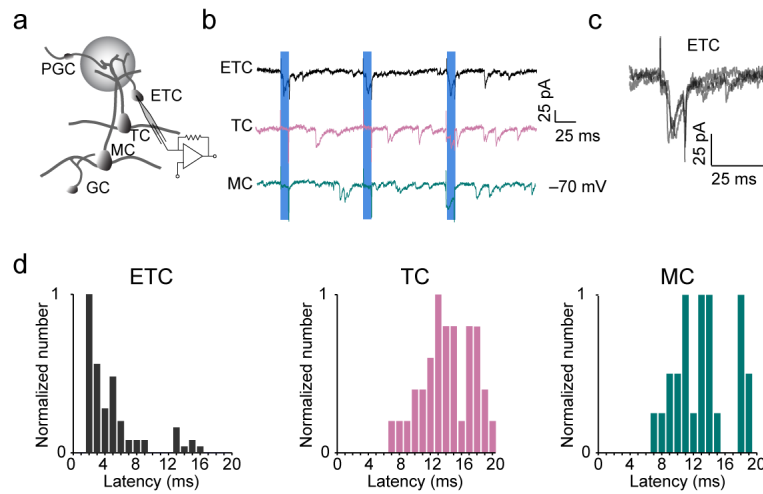 a
PGC
ETC
TC
MC
GC
b
ETC
TC
MC
25 pA
25 ms
–70 mV
c
ETC
25 pA
25 ms
d
ETC
Normalized number
1
0
0 4 8 12 16 20
Latency (ms)
TC
Normalized number
1
0
0 4 8 12 16 20
Latency (ms)
MC
Normalized number
1
0
0 4 8 12 16 20
Latency (ms)